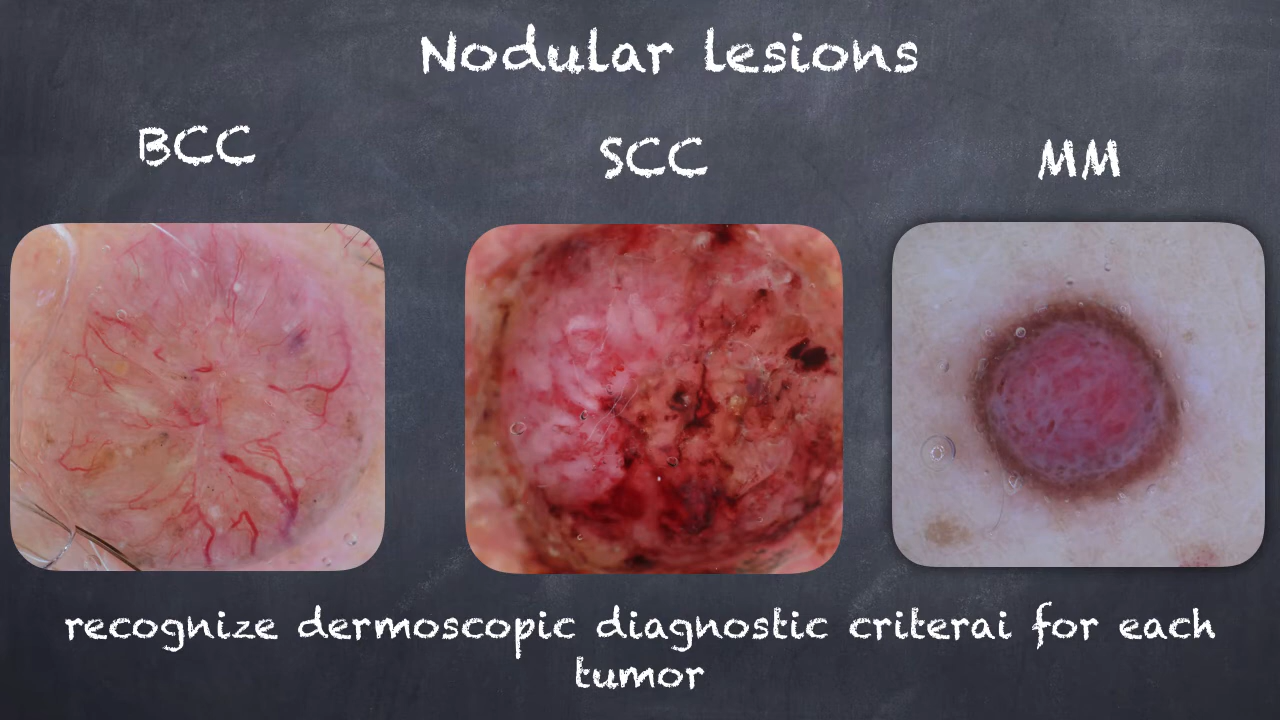 Nodular lesions
BCC
SCC
MM
recognize dermoscopic diagnostic criterai for each
tumor